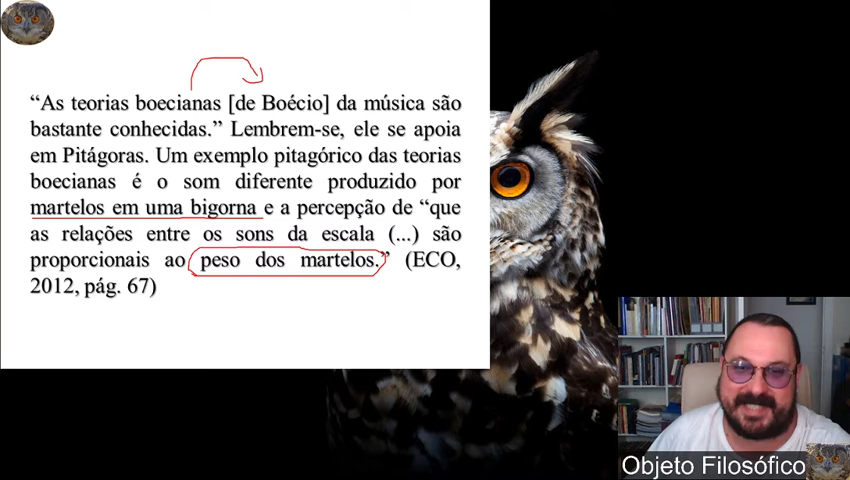 “As teorias boecianas [de Boécio] da música são
bastante conhecidas.” Lembrem-se, ele se apoia
em Pitágoras. Um exemplo pitagórico das teorias
boecianas é o som diferente produzido por
martelos em uma bigorna e a percepção de “que
as relações entre os sons da escala (...) são
proporcionais ao peso dos martelos.” (ECO,
2012, pág. 67)
Objeto Filosófico